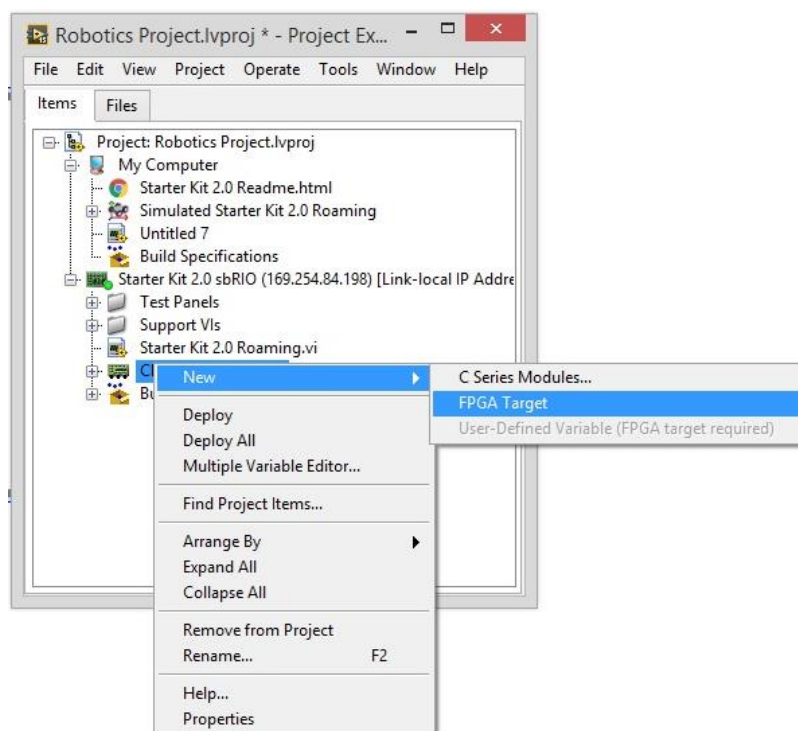 Robotics Project.lvproj * - Project Ex...
File Edit View Project Operate Tools Window Help
Items Files
Project: Robotics Project.lvproj
My Computer
Starter Kit 2.0 Readme.html
Simulated Starter Kit 2.0 Roaming
Untitled 7
Build Specifications
Starter Kit 2.0 sbRIO (169.254.84.198) [Link-local IP Addre
Test Panels
Support VIs
Starter Kit 2.0 Roaming.vi
New
C Series Modules...
FPGA Target
User-Defined Variable (FPGA target required)
Deploy
Deploy All
Multiple Variable Editor...
Find Project Items...
Arrange By
Expand All
Collapse All
Remove from Project
Rename... F2
Help...
Properties